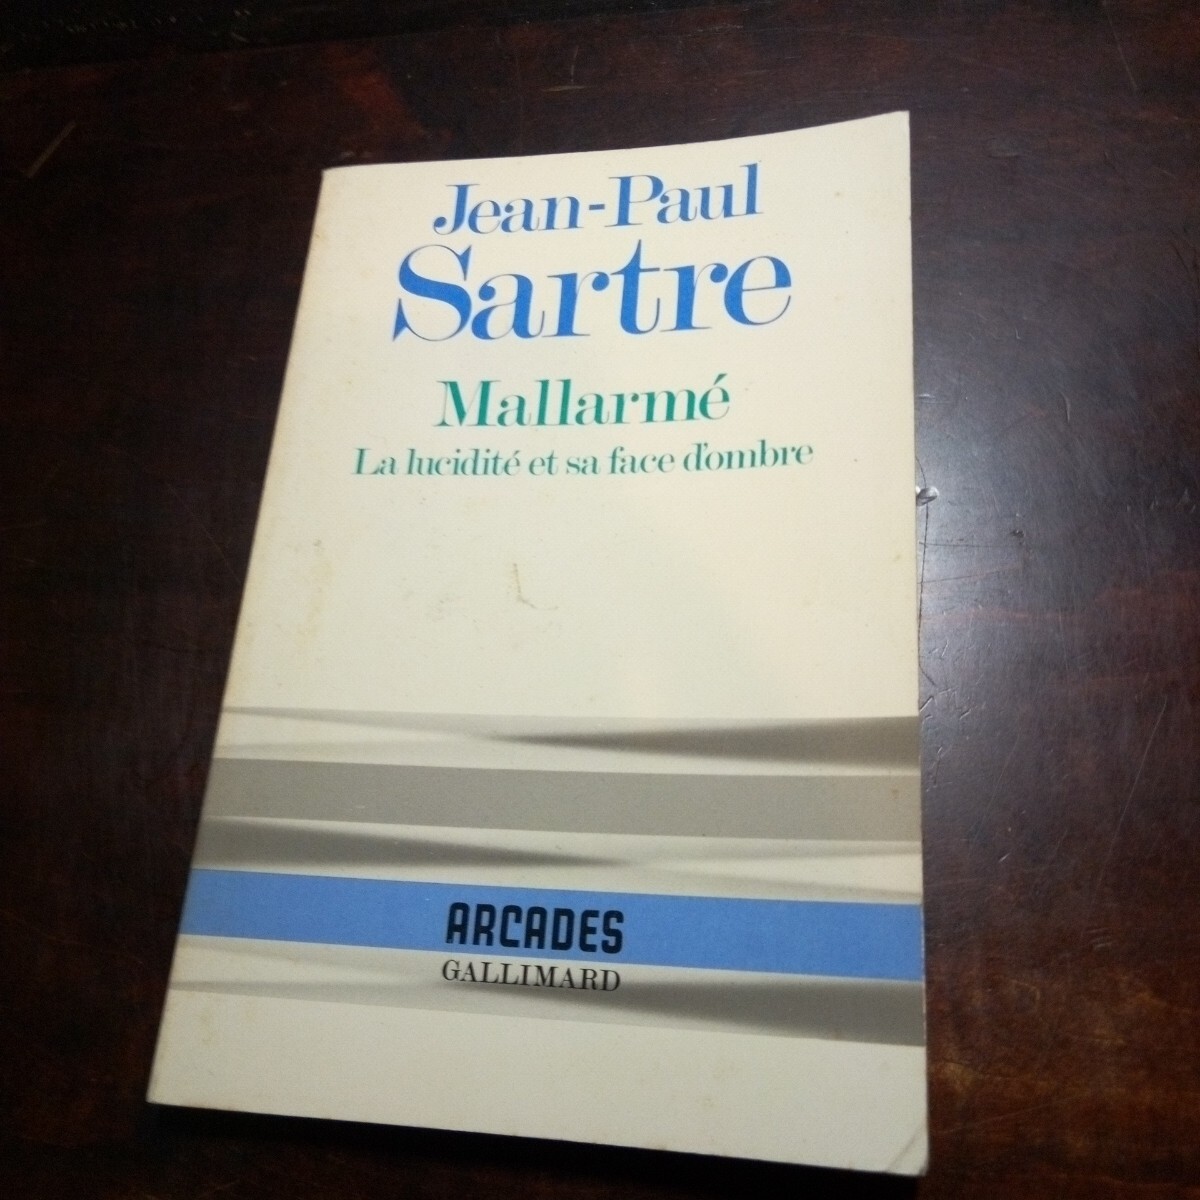 Jean-Paul
Sartre
Mallarmé
La lucidité et sa face d'ombre
ARCADES
GALLIMARD